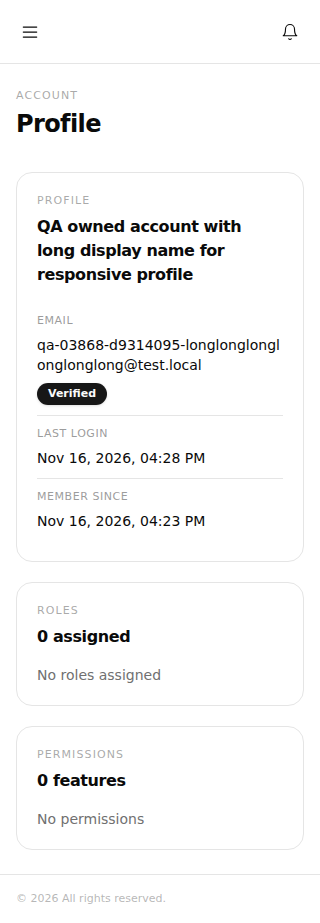 ACCOUNT
Profile
PROFILE
QA owned account with
long display name for
responsive profile
EMAIL
qa-03868-d9314095-longlonglongl
onglonglong@test.local
Verified
LAST LOGIN
Nov 16, 2026, 04:28 PM
MEMBER SINCE
Nov 16, 2026, 04:23 PM
ROLES
0 assigned
No roles assigned
PERMISSIONS
0 features
No permissions
© 2026 All rights reserved.